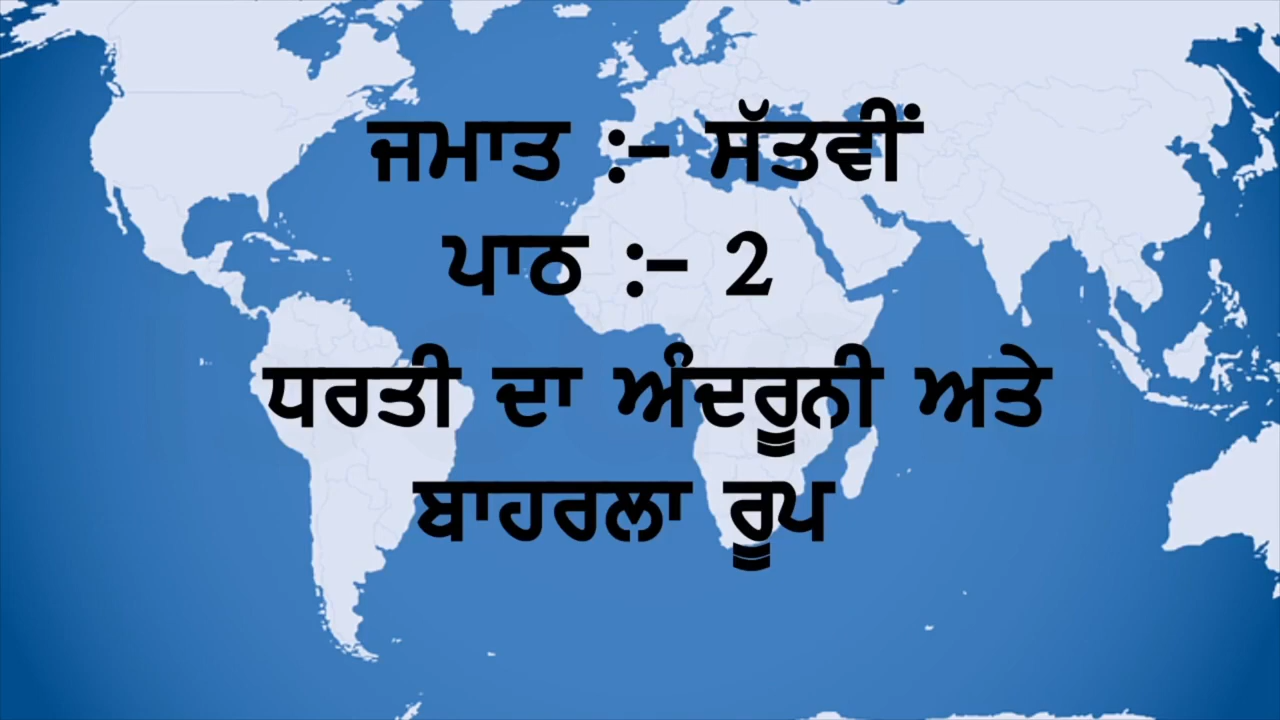 ਜਮਾਤ :- ਸੱਤਵੀਂ
ਪਾਠ :- 2
ਧਰਤੀ ਦਾ ਅੰਦਰੂਨੀ ਅਤੇ
ਬਾਹਰਲਾ ਰੂਪ